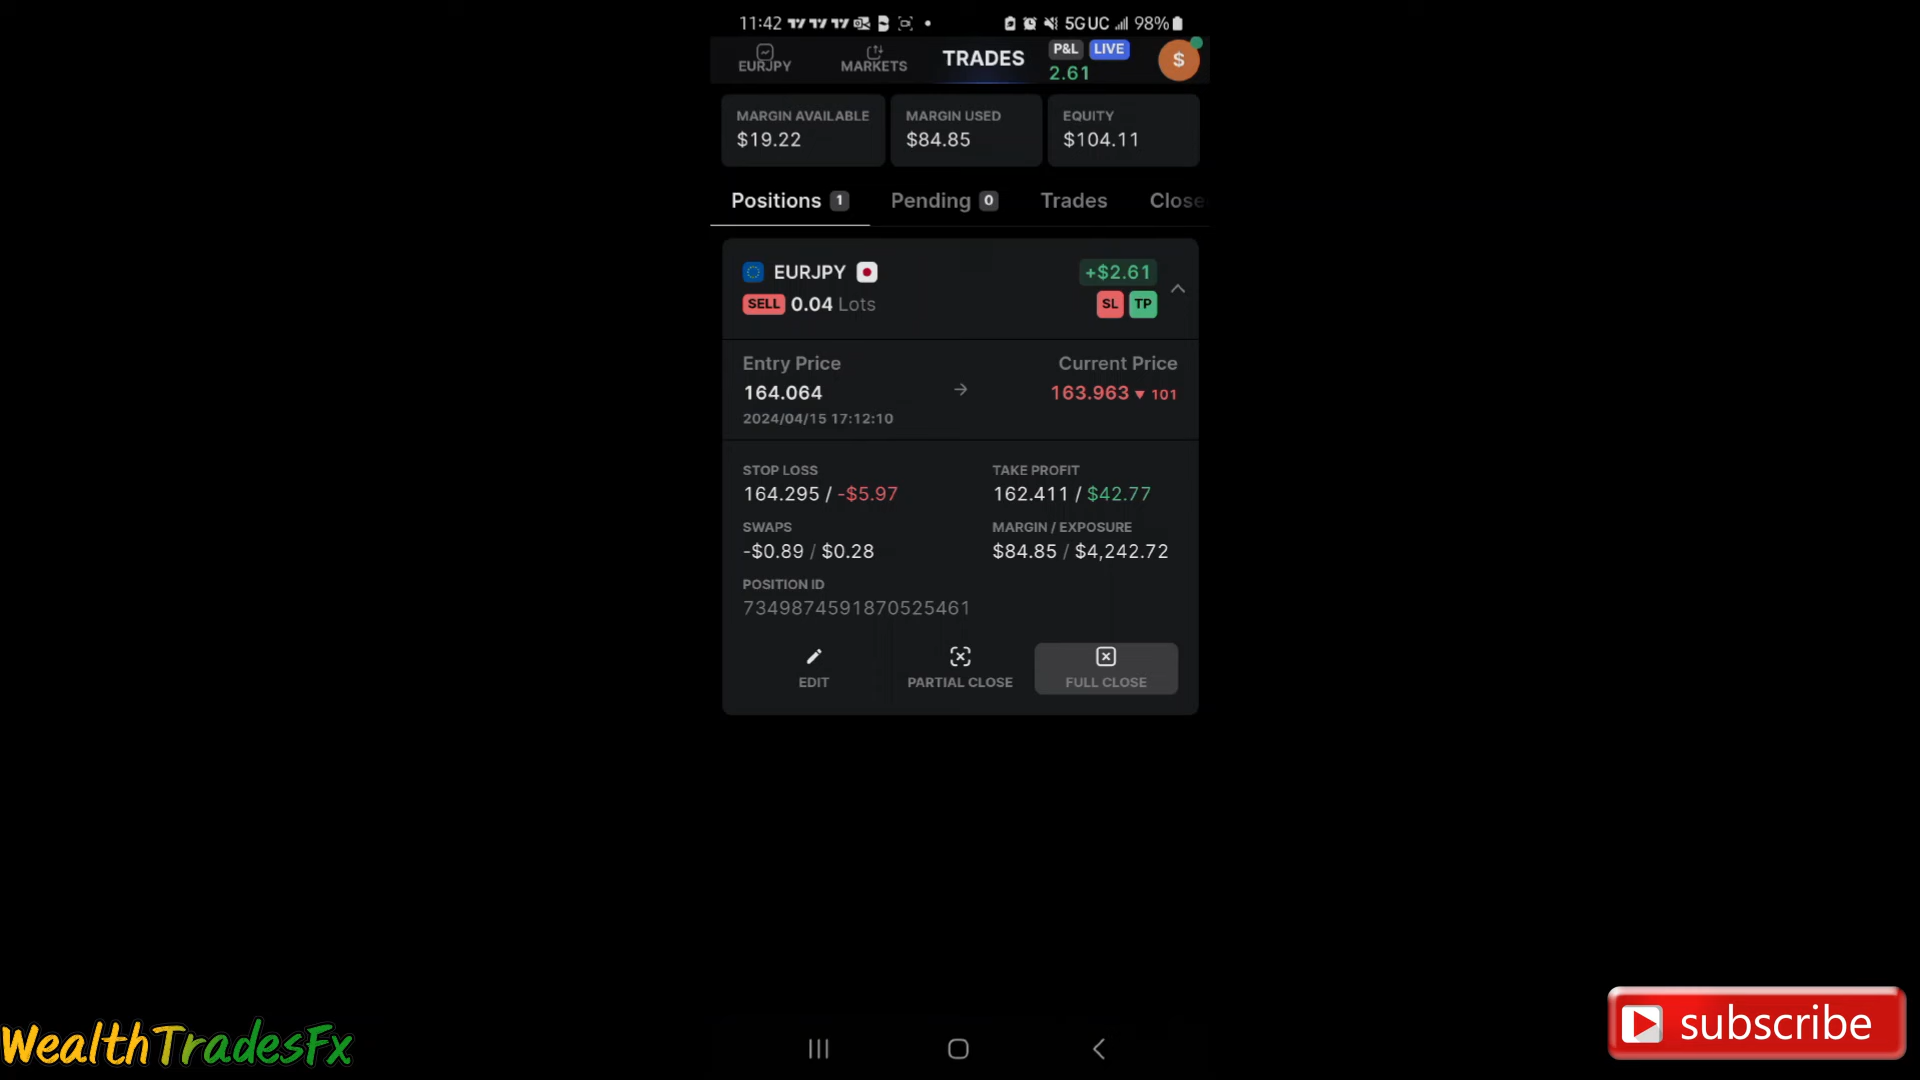 11:42 5GUC 98%
EURJPY MARKETS TRADES P&L LIVE
2.61 $
MARGIN AVAILABLE MARGIN USED EQUITY
$19.22 $84.85 $104.11
Positions 1 Pending 0 Trades Close
EURJPY +$2.61
SELL 0.04 Lots SL TP
Entry Price Current Price
164.064 → 163.963 ▼ 101
2024/04/15 17:12:10
STOP LOSS TAKE PROFIT
164.295 / -$5.97 162.411 / $42.77
SWAPS MARGIN / EXPOSURE
-$0.89 / $0.28 $84.85 / $4,242.72
POSITION ID
7349874591870525461
EDIT PARTIAL CLOSE FULL CLOSE
WealthTradesFx subscribe